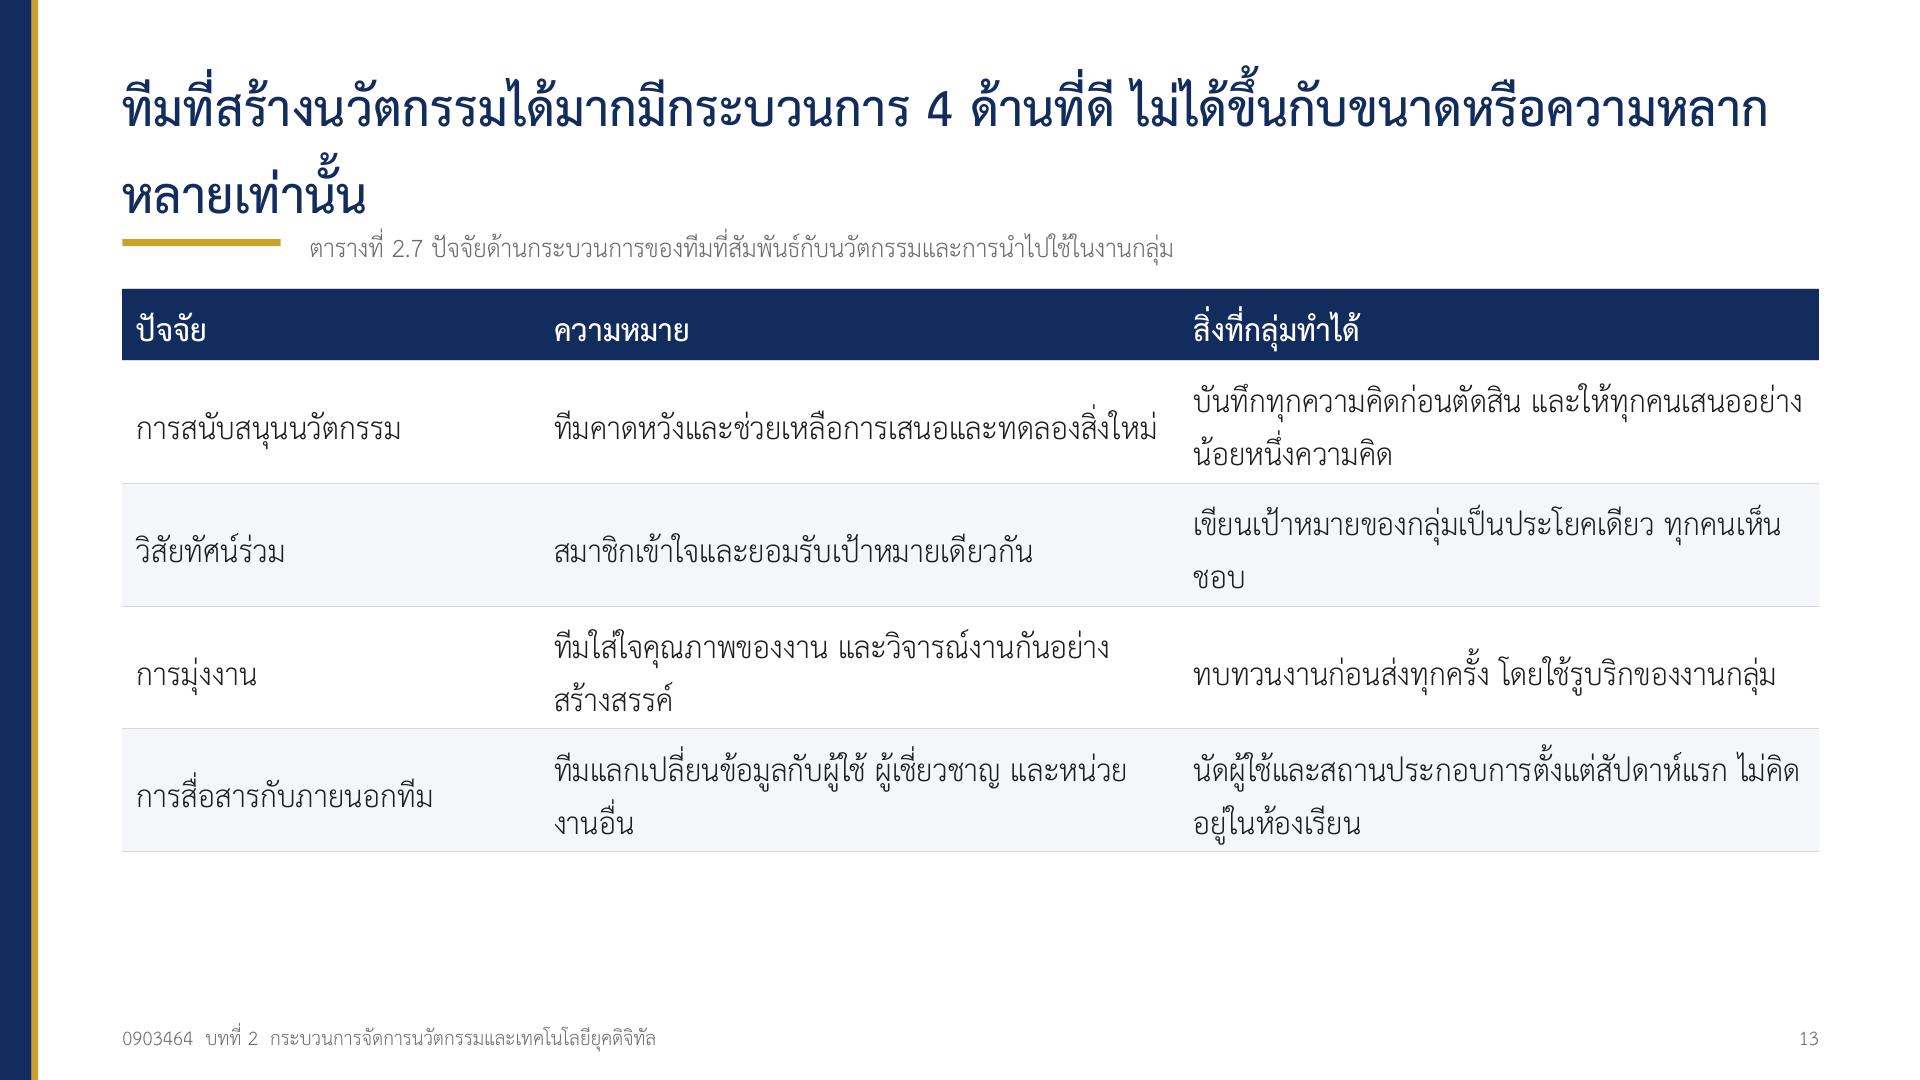 ทีมที่สร้างนวัตกรรมได้มากมีกระบวนการ 4 ด้านที่ดี ไม่ได้ขึ้นกับขนาดหรือความหลาก
หลายเท่านั้น
ตารางที่ 2.7 ปัจจัยด้านกระบวนการของทีมที่สัมพันธ์กับนวัตกรรมและการนำไปใช้ในงานกลุ่ม
ปัจจัย ความหมาย สิ่งที่กลุ่มทำได้
การสนับสนุนนวัตกรรม ทีมคาดหวังและช่วยเหลือการเสนอและทดลองสิ่งใหม่ บันทึกทุกความคิดก่อนตัดสิน และให้ทุกคนเสนออย่าง
น้อยหนึ่งความคิด
วิสัยทัศน์ร่วม สมาชิกเข้าใจและยอมรับเป้าหมายเดียวกัน เขียนเป้าหมายของกลุ่มเป็นประโยคเดียว ทุกคนเห็น
ชอบ
การมุ่งงาน ทีมใส่ใจคุณภาพของงาน และวิจารณ์งานกันอย่าง
สร้างสรรค์ ทบทวนงานก่อนส่งทุกครั้ง โดยใช้รูบริกของงานกลุ่ม
การสื่อสารกับภายนอกทีม ทีมแลกเปลี่ยนข้อมูลกับผู้ใช้ ผู้เชี่ยวชาญ และหน่วย
งานอื่น นัดผู้ใช้และสถานประกอบการตั้งแต่สัปดาห์แรก ไม่คิด
อยู่ในห้องเรียน
0903464 บทที่ 2 กระบวนการจัดการนวัตกรรมและเทคโนโลยียุคดิจิทัล 13